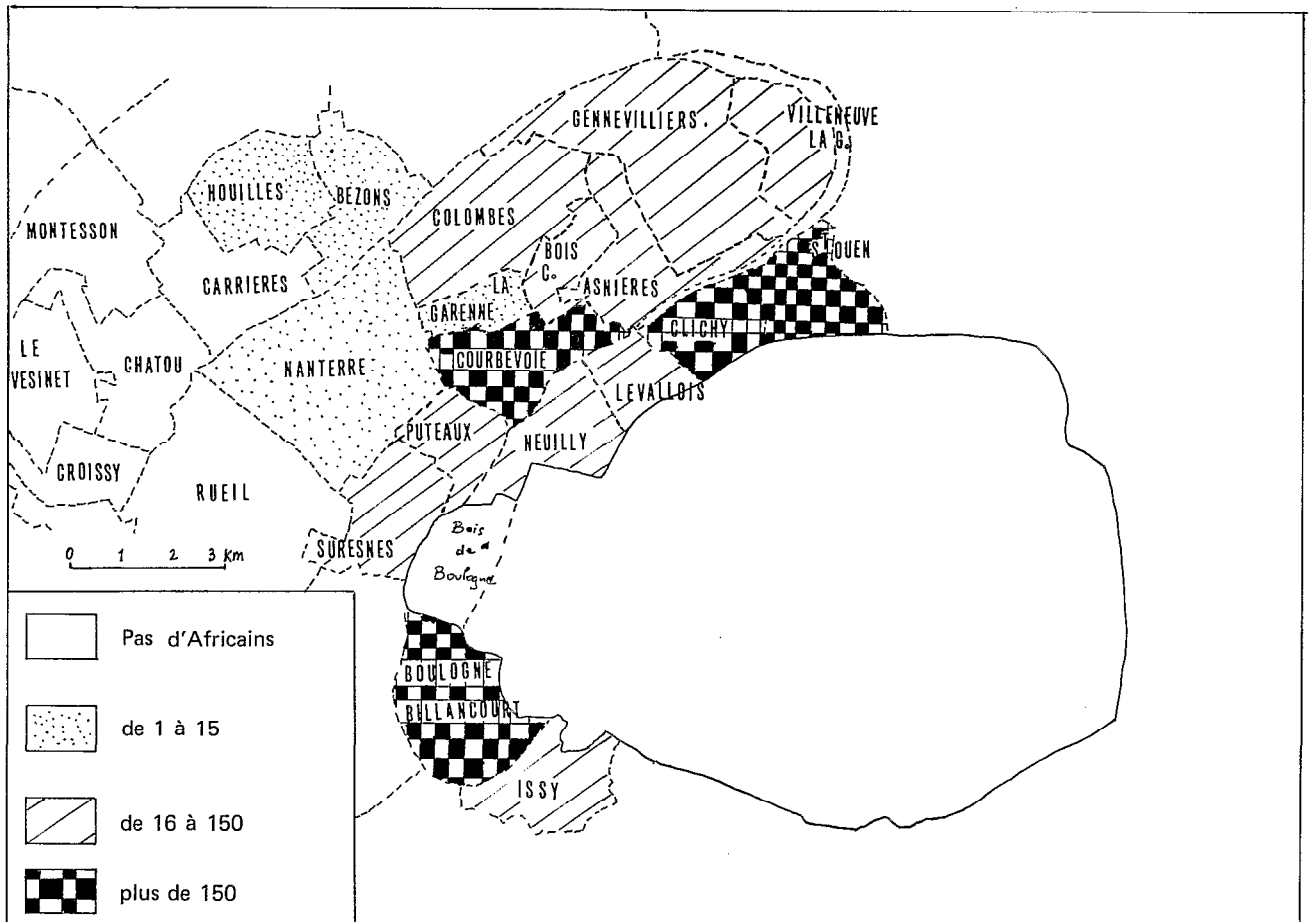 GENNEVILLIERS.
VILLENEUVE
LA G.
HOUILLES
BEZONS
COLOMBES
MONTESSON
BOIS
C.
ST OUEN
CARRIERES
LA
GARENNE
ASNIERES
CLICHY
LE
VESINET
CHATOU
NANTERRE
COURBEVOIE
LEVALLOIS
PUTEAUX
NEUILLY
CROISSY
RUEIL
SURESNES
Bois
de
Boulogne
0 1 2 3 Km
BOULOGNE
BILLANCOURT
ISSY
Pas d'Africains
de 1 à 15
de 16 à 150
plus de 150